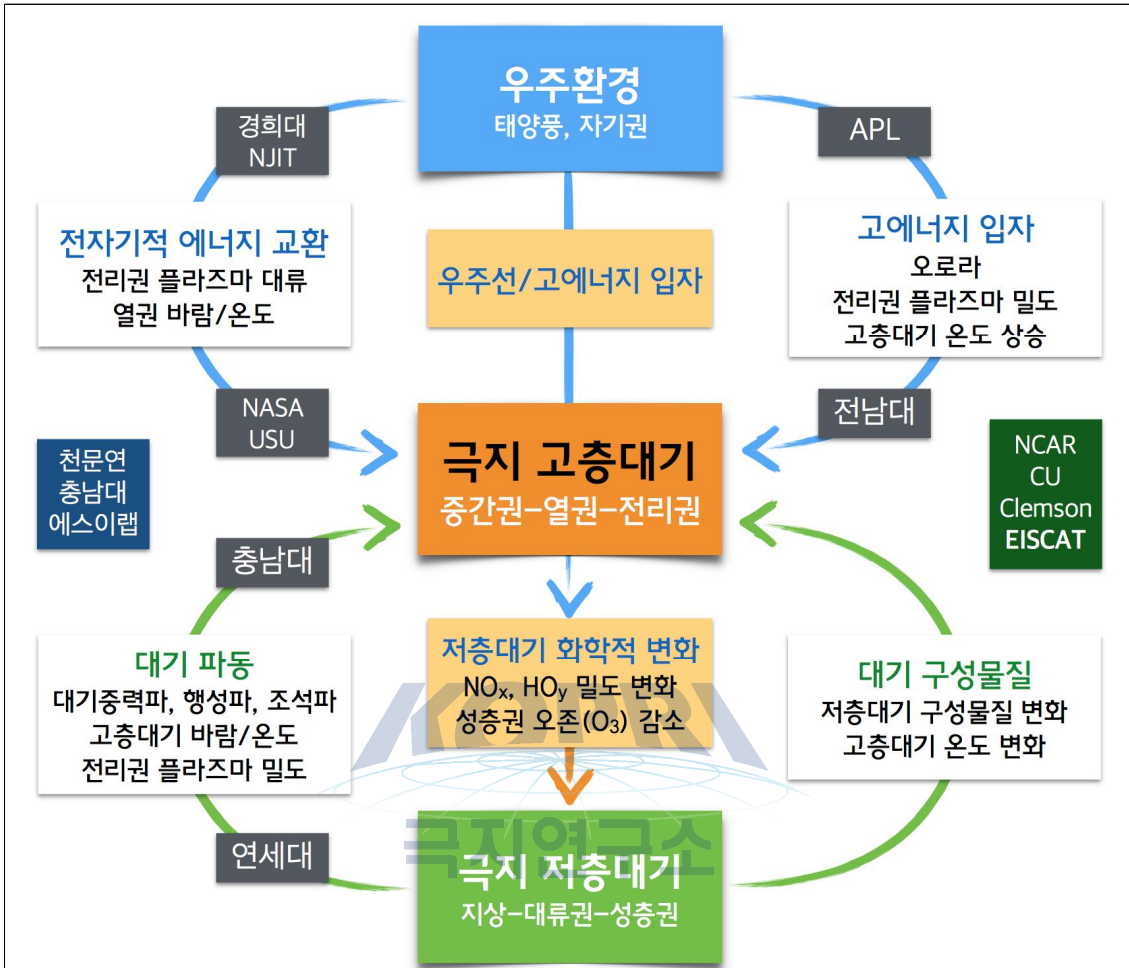 우주환경
태양풍, 자기권
경희대
NJIT
APL
전자기적 에너지 교환
전리권 플라즈마 대류
열권 바람/온도
우주선/고에너지 입자
고에너지 입자
오로라
전리권 플라즈마 밀도
고층대기 온도 상승
NASA
USU
전남대
천문연
충남대
에스이랩
극지 고층대기
중간권-열권-전리권
NCAR
CU
Clemson
EISCAT
충남대
대기 파동
대기중력파, 행성파, 조석파
고층대기 바람/온도
전리권 플라즈마 밀도
저층대기 화학적 변화
NOx, HOy 밀도 변화
성층권 오존(O3) 감소
대기 구성물질
저층대기 구성물질 변화
고층대기 온도 변화
KOPRI
극지연구소
연세대
극지 저층대기
지상-대류권-성층권